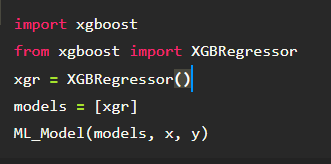 import xgboost
from xgboost import XGBRegressor
xgr = XGBRegressor()
models = [xgr]
ML_Model(models, x, y)